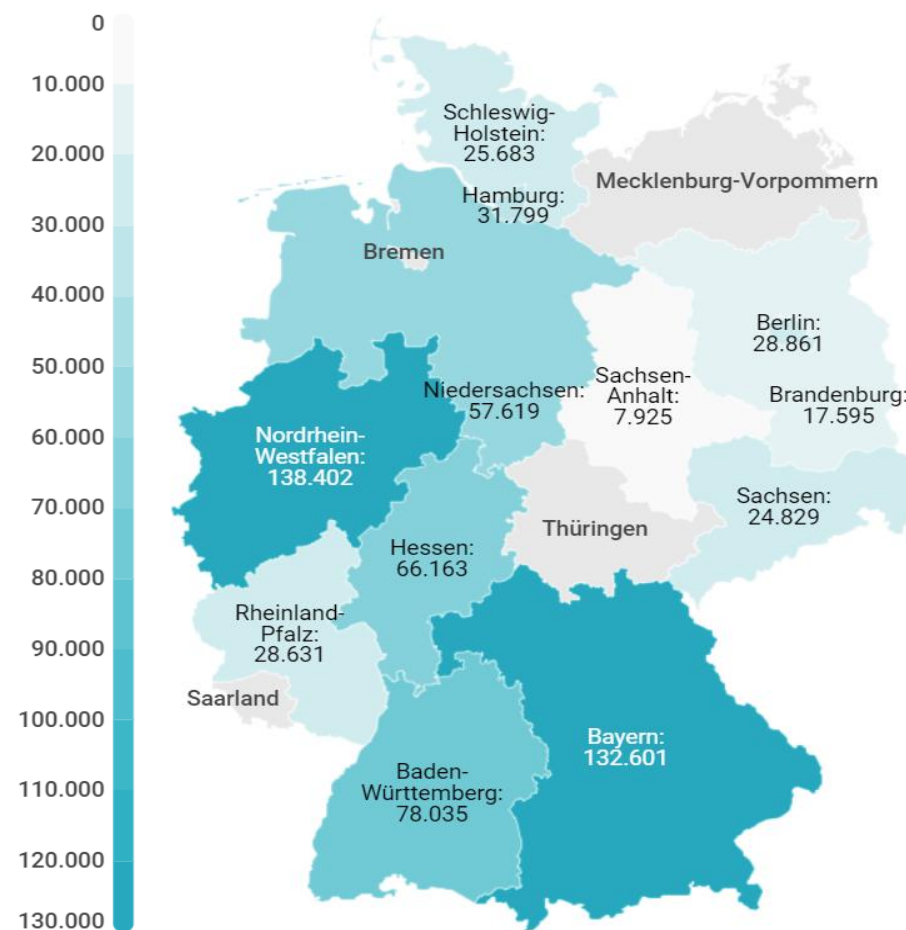 0
10.000
20.000
30.000
40.000
50.000
60.000
70.000
80.000
90.000
100.000
110.000
120.000
130.000
Schleswig-
Holstein:
25.683
Mecklenburg-Vorpommern
Hamburg:
31.799
Bremen
Berlin:
28.861
Niedersachsen:
57.619
Sachsen-
Anhalt:
7.925
Brandenburg:
17.595
Nordrhein-
Westfalen:
138.402
Sachsen:
24.829
Thüringen
Hessen:
66.163
Rheinland-
Pfalz:
28.631
Saarland
Bayern:
132.601
Baden-
Württemberg:
78.035